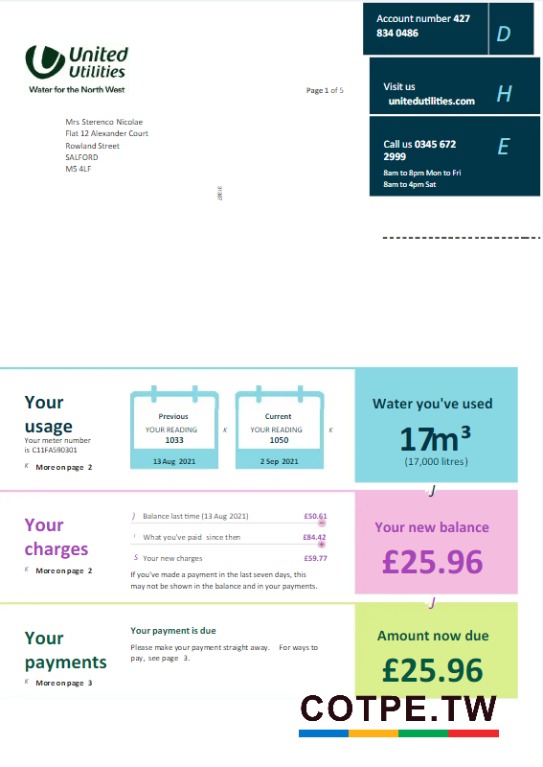 Account number 427
834 0486
D
United
Utilities
Water for the North West
Page 1 of 5
Visit us
unitedutilities.com
H
Mrs Sterenco Nicolae
Flat 12 Alexander Court
Rowland Street
SALFORD
M5 4LF
Call us 0345 672
2999
8am to 8pm Mon to Fri
8am to 4pm Sat
E
Your
usage
Your meter number
is C11FA590301
K More on page 2
Previous
YOUR READING
1033
13 Aug 2021
K
Current
YOUR READING
1050
2 Sep 2021
K
Water you've used
17m³
(17,000 litres)
J
Your
charges
K More on page 2
J Balance last time (13 Aug 2021) £50.61
What you've paid since then £84.42
S Your new charges £59.77
If you've made a payment in the last seven days, this
may not be shown in the balance and in your payments.
Your new balance
£25.96
J
Your
payments
K More on page 3
Your payment is due
Please make your payment straight away. For ways to
pay, see page 3.
Amount now due
£25.96
COTPE.TW